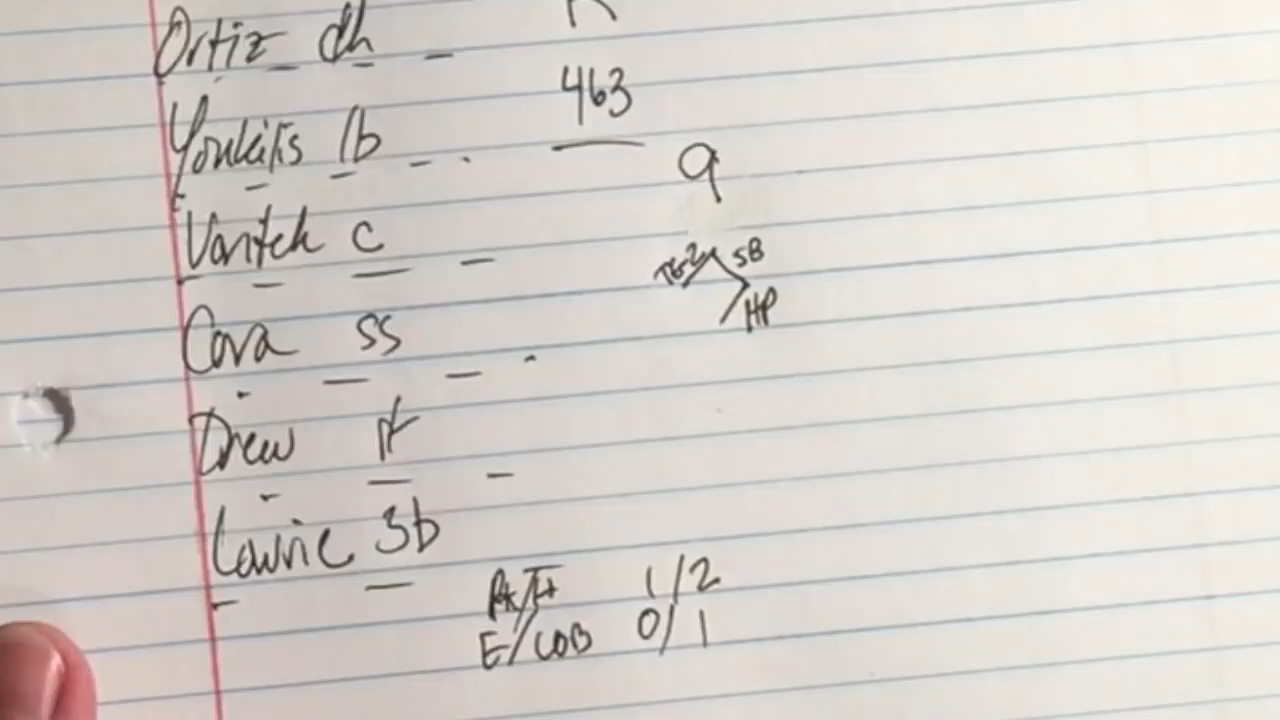 Ortiz dh K
Youkilis 1b 463
9
Varitek c
SB
HP
Cora ss
Drew rf
Lowrie 3b
1/2
E/LOB 0/1